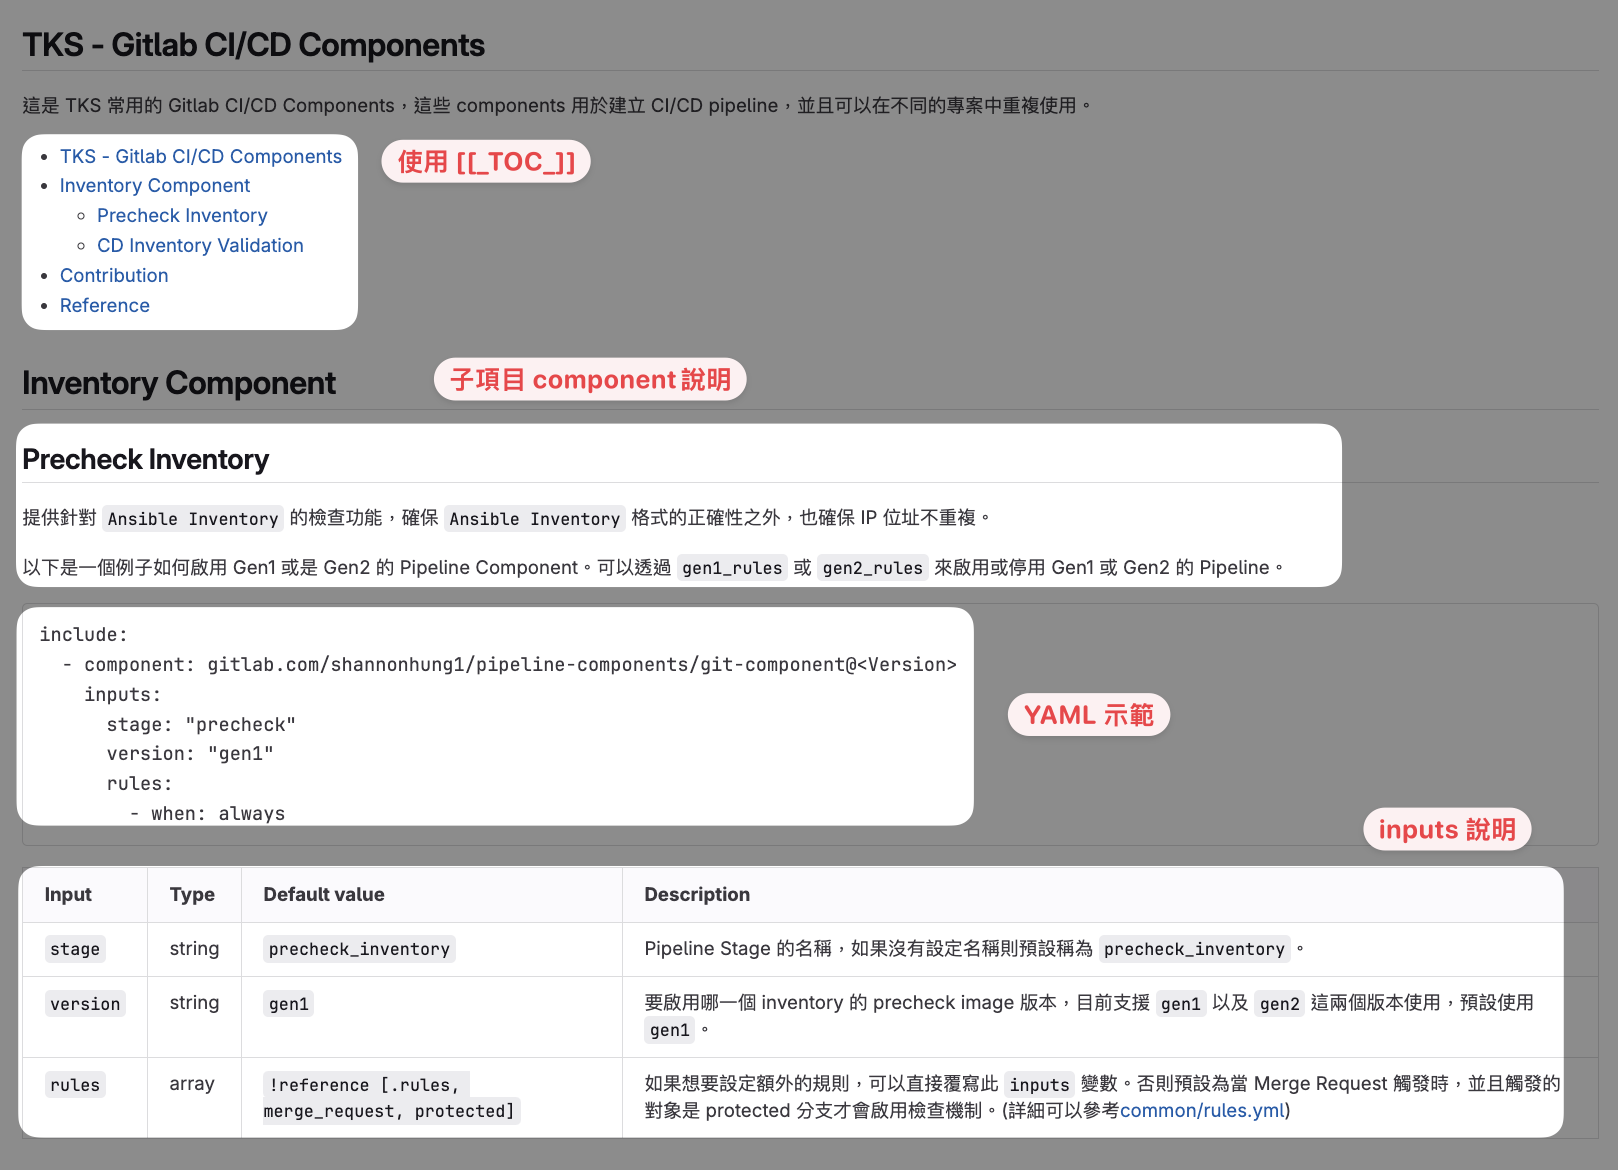 TKS - Gitlab CI/CD Components
這是 TKS 常用的 Gitlab CI/CD Components，這些 components 用於建立 CI/CD pipeline，並且可以在不同的專案中重複使用。
TKS - Gitlab CI/CD Components
使用 [[_TOC_]]
Inventory Component
Precheck Inventory
CD Inventory Validation
Contribution
Reference
Inventory Component
子項目 component 說明
Precheck Inventory
提供針對 Ansible Inventory 的檢查功能，確保 Ansible Inventory 格式的正確性之外，也確保 IP 位址不重複。
以下是一個例子如何啟用 Gen1 或是 Gen2 的 Pipeline Component。可以透過 gen1_rules 或 gen2_rules 來啟用或停用 Gen1 或 Gen2 的 Pipeline。
include:
- component: gitlab.com/shannonhung1/pipeline-components/git-component@<Version>
inputs:
stage: "precheck"
version: "gen1"
rules:
- when: always
YAML 示範
inputs 說明
Input Type Default value Description
stage string precheck_inventory Pipeline Stage 的名稱，如果沒有設定名稱則預設稱為 precheck_inventory 。
version string gen1 要啟用哪一個 inventory 的 precheck image 版本，目前支援 gen1 以及 gen2 這兩個版本使用，預設使用
gen1 。
rules array !reference [.rules, 如果想要設定額外的規則，可以直接覆寫此 inputs 變數。否則預設為當 Merge Request 觸發時，並且觸發的
merge_request, protected] 對象是 protected 分支才會啟用檢查機制。(詳細可以參考common/rules.yml)